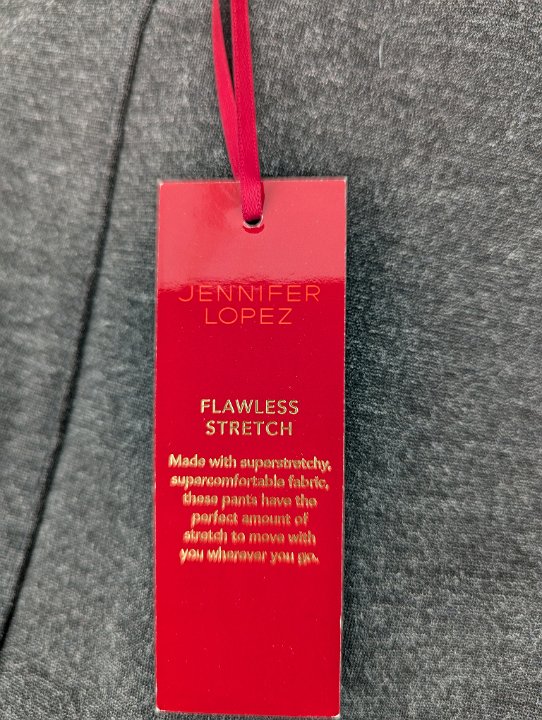 JENNIFER
LOPEZ
FLAWLESS
STRETCH
Made with superstretchy,
supercomfortable fabric,
these pants have the
perfect amount of
stretch to move with
you wherever you go.